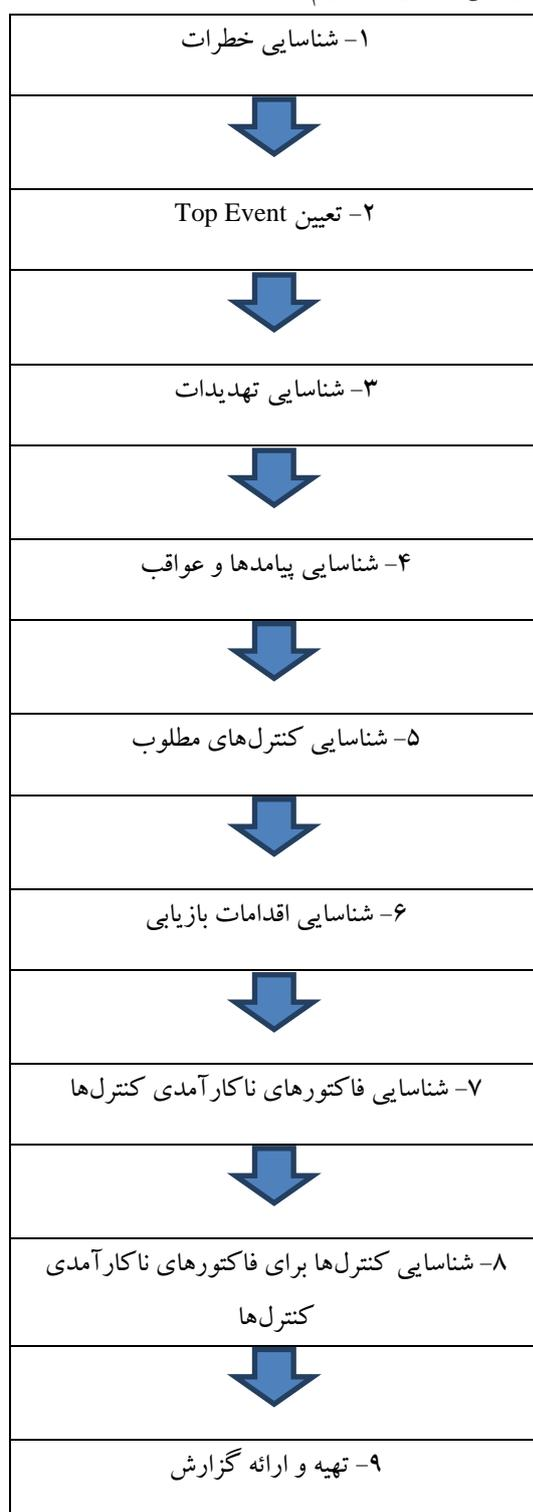 ۱- شناسایی خطرات
۲- تعیین Top Event
۳- شناسایی تهدیدات
۴- شناسایی پیامدها و عواقب
۵- شناسایی کنترل‌های مطلوب
۶- شناسایی اقدامات بازیابی
۷- شناسایی فاکتورهای ناکارآمدی کنترل‌ها
۸- شناسایی کنترل‌ها برای فاکتورهای ناکارآمدی
کنترل‌ها
۹- تهیه و ارائه گزارش